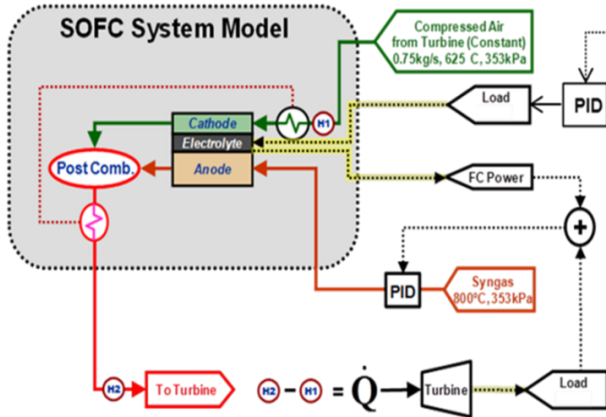 SOFC System Model
Compressed Air
from Turbine (Constant)
0.75kg/s, 625 C, 353kPa
H1
Cathode
Electrolyte
Anode
Post Comb.
Load
PID
FC Power
+
PID
Syngas
800°C, 353kPa
H2
To Turbine
H2 – H1 = Q̇
Turbine
Load